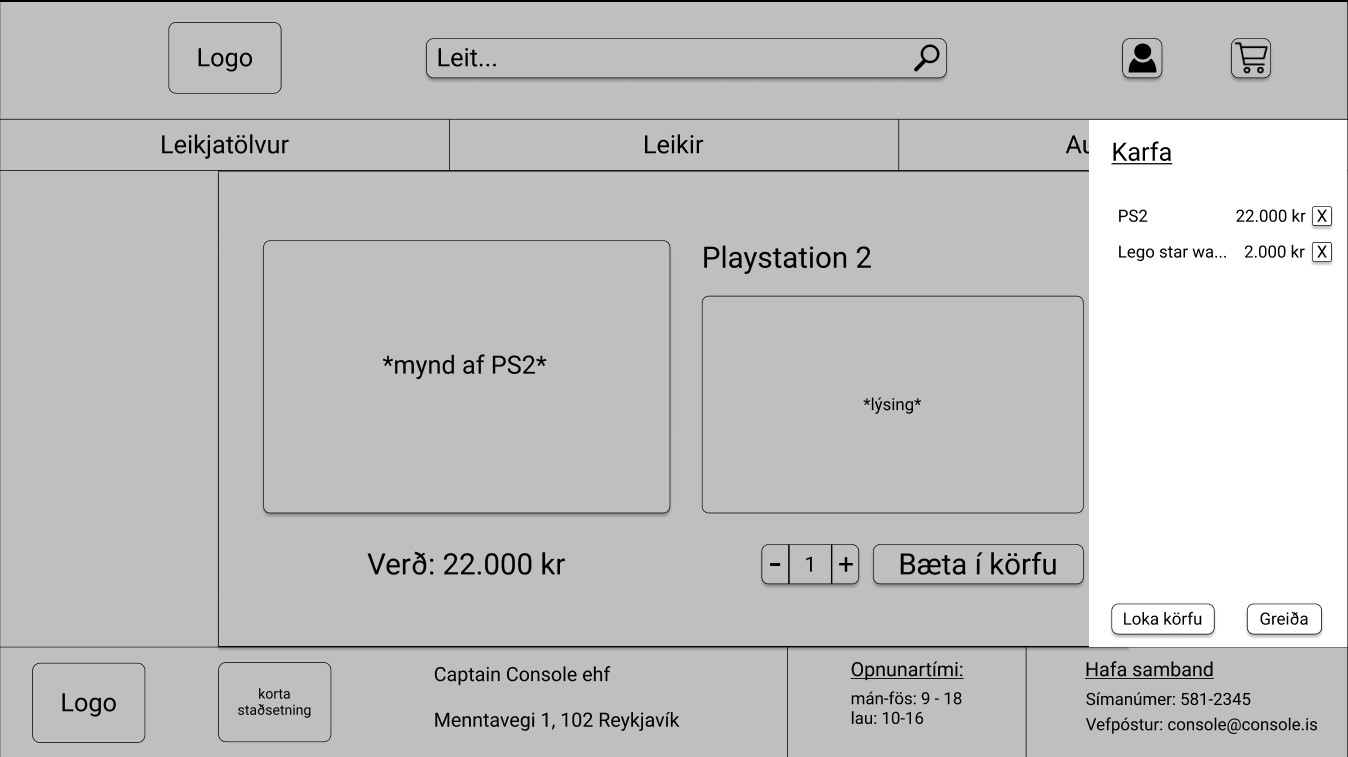 Logo
Leit...
Leikjatölvur
Leikir
Au
Karfa
PS2 22.000 kr X
Lego star wa... 2.000 kr X
Playstation 2
*mynd af PS2*
*lýsing*
Verð: 22.000 kr
- 1 +
Bæta í körfu
Loka körfu
Greiða
Logo
korta
staðsetning
Captain Console ehf
Menntavegi 1, 102 Reykjavík
Opnunartími:
mán-fös: 9 - 18
lau: 10-16
Hafa samband
Símanúmer: 581-2345
Vefpóstur: console@console.is